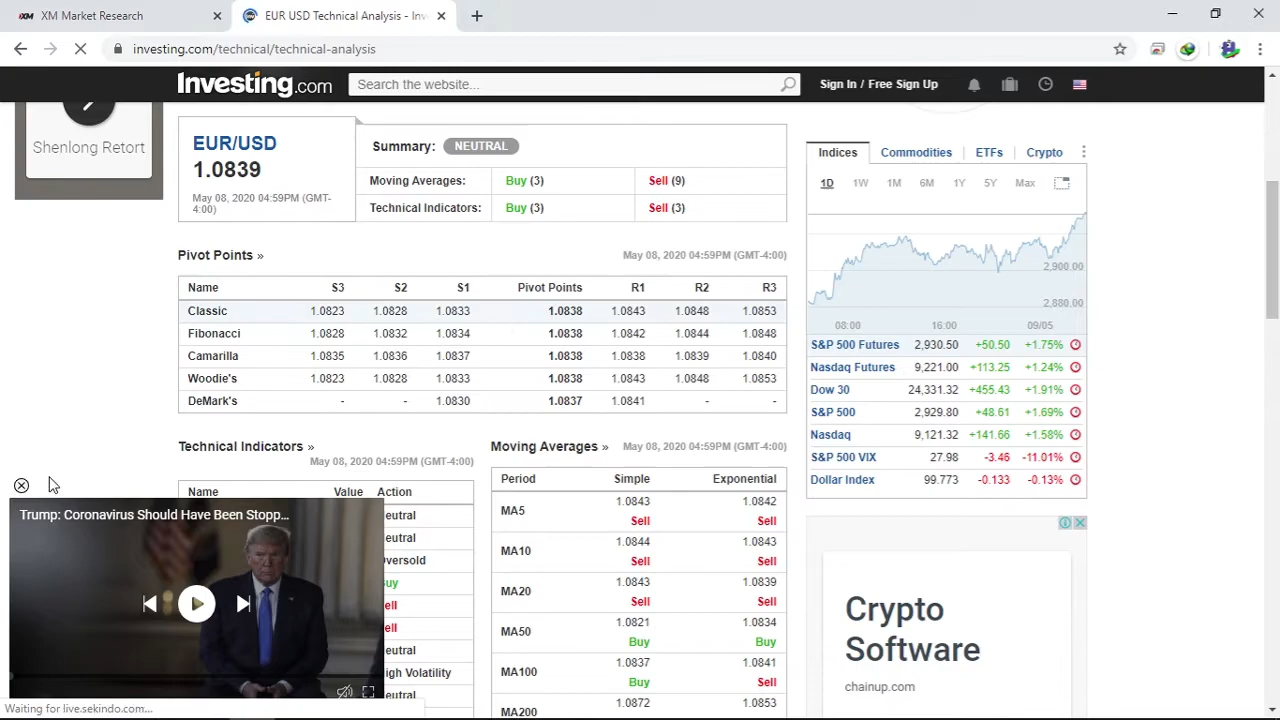 XM XM Market Research
EUR USD Technical Analysis - Inv
investing.com/technical/technical-analysis
Investing.com
Search the website...
Sign In / Free Sign Up
Shenlong Retort
EUR/USD
1.0839
May 08, 2020 04:59PM (GMT-
4:00)
Summary: NEUTRAL
Moving Averages: Buy (3) Sell (9)
Technical Indicators: Buy (3) Sell (3)
Pivot Points » May 08, 2020 04:59PM (GMT-4:00)
Name S3 S2 S1 Pivot Points R1 R2 R3
Classic 1.0823 1.0828 1.0833 1.0838 1.0843 1.0848 1.0853
Fibonacci 1.0828 1.0832 1.0834 1.0838 1.0842 1.0844 1.0848
Camarilla 1.0835 1.0836 1.0837 1.0838 1.0838 1.0839 1.0840
Woodie's 1.0823 1.0828 1.0833 1.0838 1.0843 1.0848 1.0853
DeMark's - - 1.0830 1.0837 1.0841 - -
Technical Indicators »
May 08, 2020 04:59PM (GMT-4:00)
Name Value Action
eutral
eutral
Oversold
uy
ell
ell
eutral
igh Volatility
eutral
Trump: Coronavirus Should Have Been Stopp...
Waiting for live.sekindo.com...
Moving Averages » May 08, 2020 04:59PM (GMT-4:00)
Period Simple Exponential
MA5 1.0843 1.0842
Sell Sell
MA10 1.0844 1.0843
Sell Sell
MA20 1.0843 1.0839
Sell Sell
MA50 1.0821 1.0834
Buy Buy
MA100 1.0837 1.0841
Buy Sell
MA200 1.0872 1.0853
Indices Commodities ETFs Crypto
1D 1W 1M 6M 1Y 5Y Max
2,900.00
2,880.00
08:00 16:00 09/05
S&P 500 Futures 2,930.50 +50.50 +1.75%
Nasdaq Futures 9,221.00 +113.25 +1.24%
Dow 30 24,331.32 +455.43 +1.91%
S&P 500 2,929.80 +48.61 +1.69%
Nasdaq 9,121.32 +141.66 +1.58%
S&P 500 VIX 27.98 -3.46 -11.01%
Dollar Index 99.773 -0.133 -0.13%
Crypto
Software
chainup.com